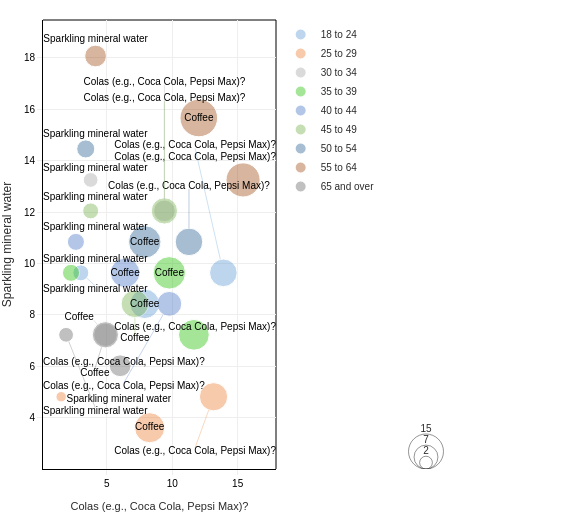 Sparkling mineral water
18 to 24
25 to 29
30 to 34
35 to 39
40 to 44
45 to 49
50 to 54
55 to 64
65 and over
18
Colas (e.g., Coca Cola, Pepsi Max)?
Colas (e.g., Coca Cola, Pepsi Max)?
16
Coffee
Sparkling mineral water
Colas (e.g., Coca Cola, Pepsi Max)?
Colas (e.g., Coca Cola, Pepsi Max)?
14
Sparkling mineral water
Colas (e.g., Coca Cola, Pepsi Max)?
Sparkling mineral water
12
Sparkling mineral water
Coffee
Sparkling mineral water
10
Coffee
Coffee
Sparkling mineral water
Coffee
8
Coffee
Colas (e.g., Coca Cola, Pepsi Max)?
Coffee
Colas (e.g., Coca Cola, Pepsi Max)?
6
Coffee
Colas (e.g., Coca Cola, Pepsi Max)?
Sparkling mineral water
Sparkling mineral water
4
Coffee
Colas (e.g., Coca Cola, Pepsi Max)?
15
7
2
5
10
15
Colas (e.g., Coca Cola, Pepsi Max)?
Sparkling mineral water